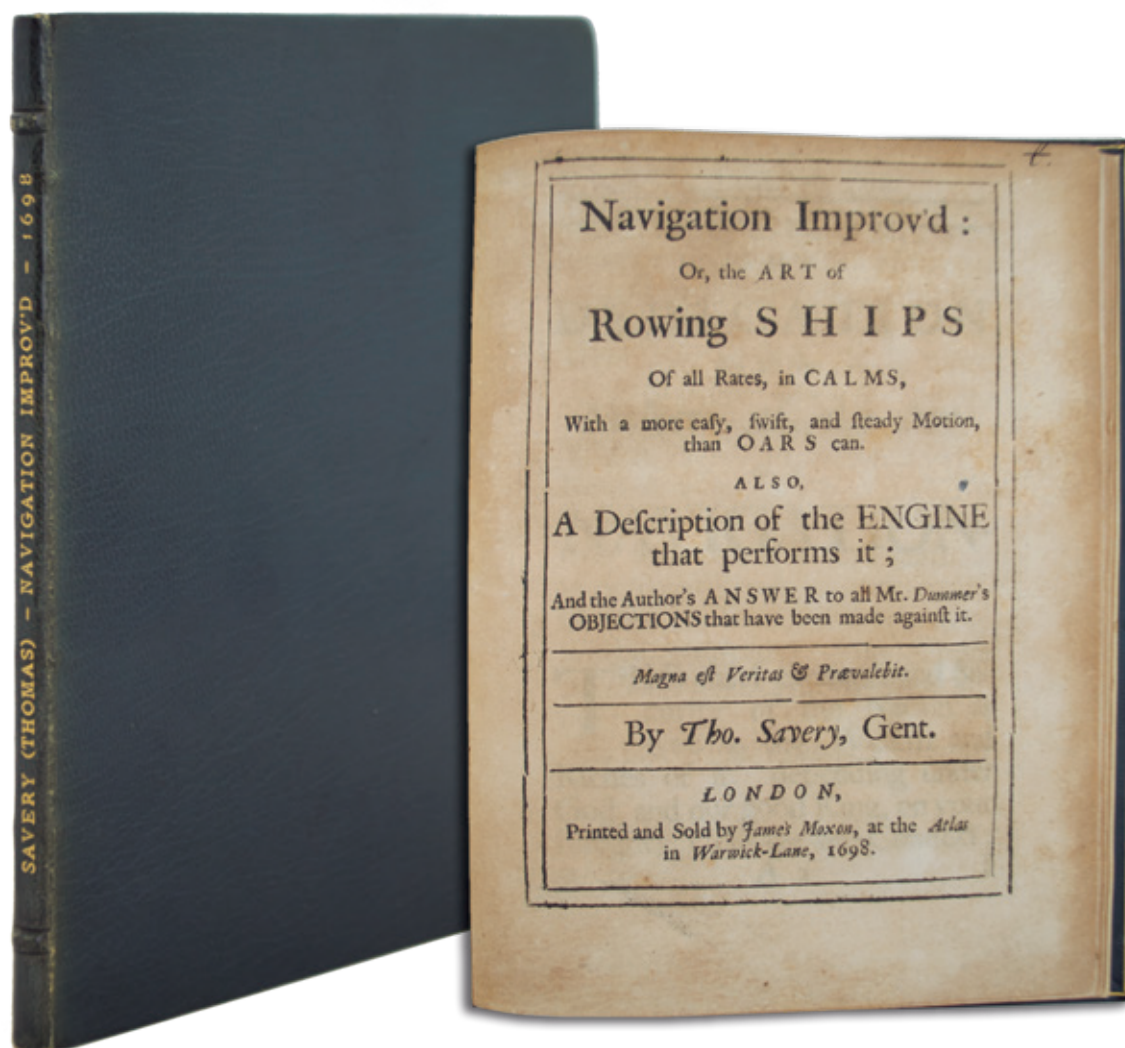 SAVERY (THOMAS) – NAVIGATION IMPROV'D – 1698
Navigation Improv'd :
Or, the ART of
Rowing SHIPS
Of all Rates, in CALMS,
With a more eaſy, ſwift, and ſteady Motion,
than OARS can.
ALSO,
A Deſcription of the ENGINE
that performs it ;
And the Author's ANSWER to all Mr. Dummer's
OBJECTIONS that have been made againſt it.
Magna eſt Veritas & Prævalebit.
By Tho. Savery, Gent.
LONDON,
Printed and Sold by James Moxon, at the Atlas
in Warwick-Lane, 1698.